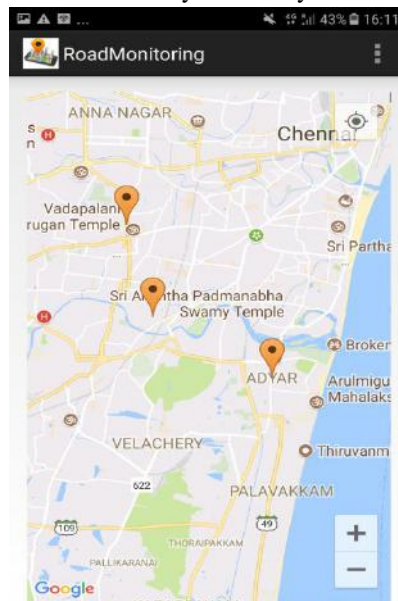 43% 16:11
RoadMonitoring
ANNA NAGAR
Chennai
s
n
Vadapalani
rugan Temple
Sri Partha
Sri A tha Padmanabha
Swamy Temple
H
Broken
ADYAR
Arulmigu
Mahalaks
VELACHERY
Thiruvanm
622
PALAVAKKAM
109
49
THORAIPAKKAM
PALLIKARANAI
+
−
Google